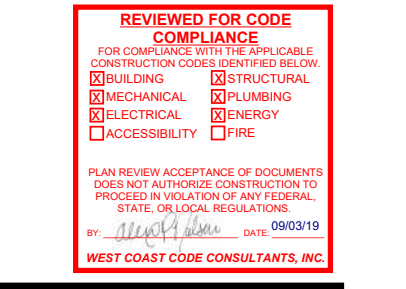 REVIEWED FOR CODE
COMPLIANCE
FOR COMPLIANCE WITH THE APPLICABLE
CONSTRUCTION CODES IDENTIFIED BELOW.
X BUILDING X STRUCTURAL
X MECHANICAL X PLUMBING
X ELECTRICAL X ENERGY
ACCESSIBILITY FIRE
PLAN REVIEW ACCEPTANCE OF DOCUMENTS
DOES NOT AUTHORIZE CONSTRUCTION TO
PROCEED IN VIOLATION OF ANY FEDERAL,
STATE, OR LOCAL REGULATIONS.
BY: DATE: 09/03/19
WEST COAST CODE CONSULTANTS, INC.